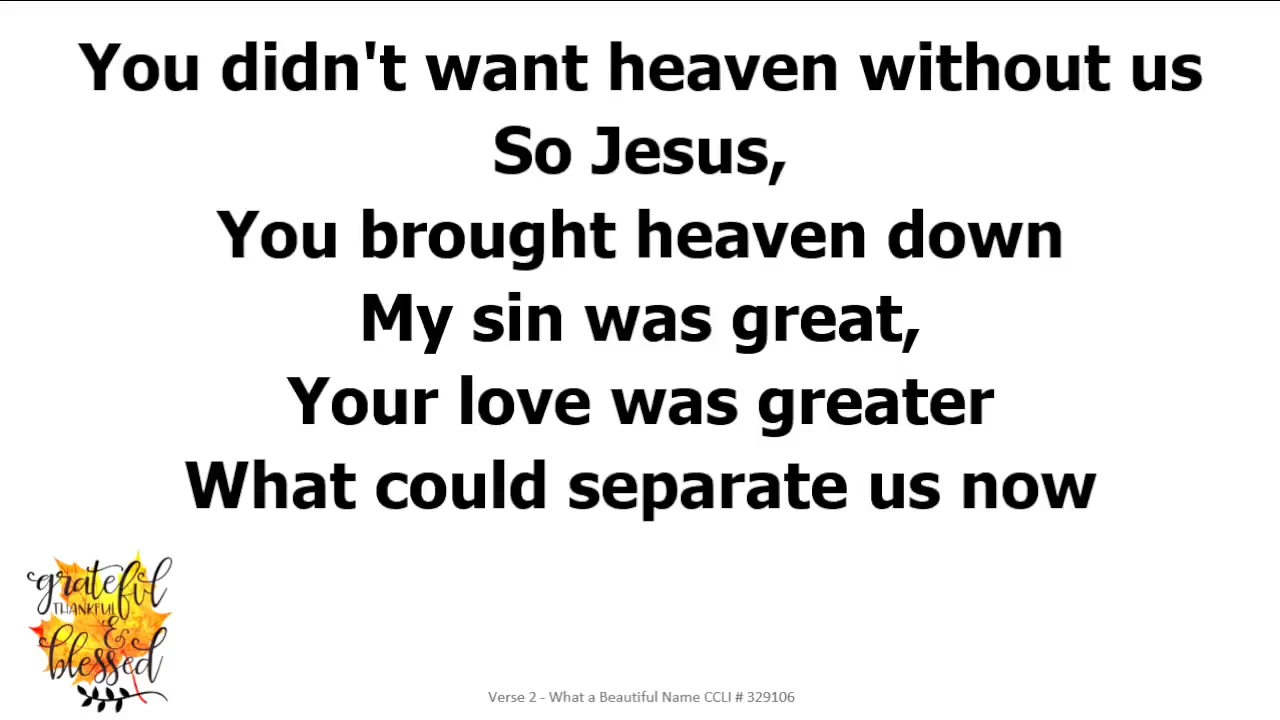 You didn't want heaven without us
So Jesus,
You brought heaven down
My sin was great,
Your love was greater
What could separate us now
grateful
THANKFUL
&
blessed
Verse 2 - What a Beautiful Name CCLI # 329106